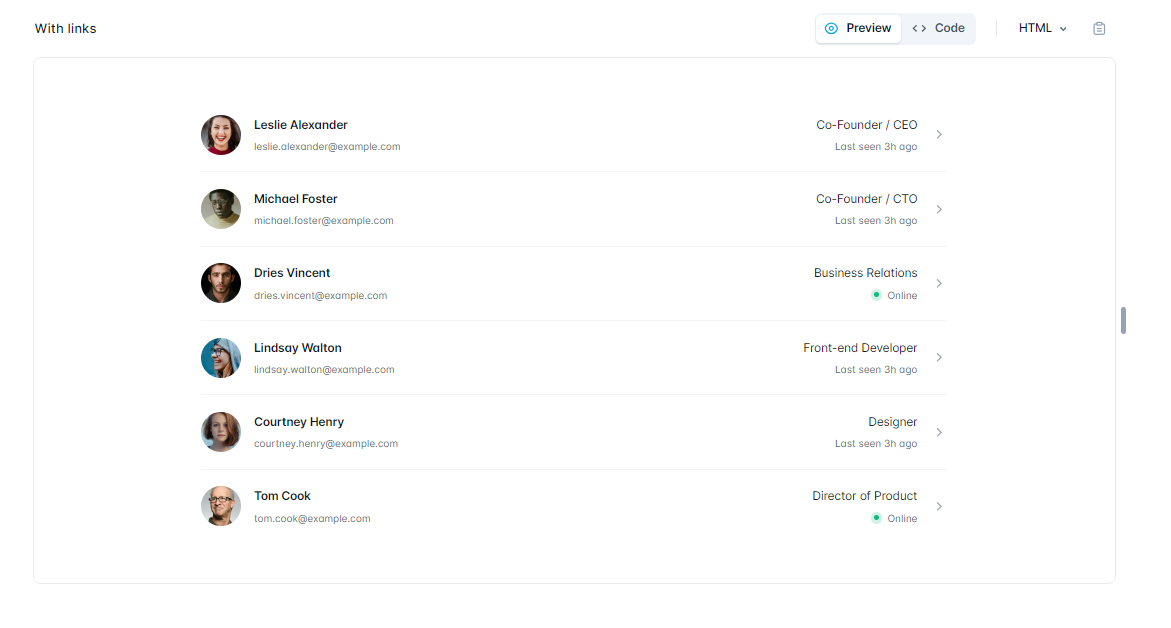 With links
Preview
Code
HTML
Leslie Alexander
Co-Founder / CEO
leslie.alexander@example.com
Last seen 3h ago
Michael Foster
Co-Founder / CTO
michael.foster@example.com
Last seen 3h ago
Dries Vincent
Business Relations
dries.vincent@example.com
Online
Lindsay Walton
Front-end Developer
lindsay.walton@example.com
Last seen 3h ago
Courtney Henry
Designer
courtney.henry@example.com
Last seen 3h ago
Tom Cook
Director of Product
tom.cook@example.com
Online